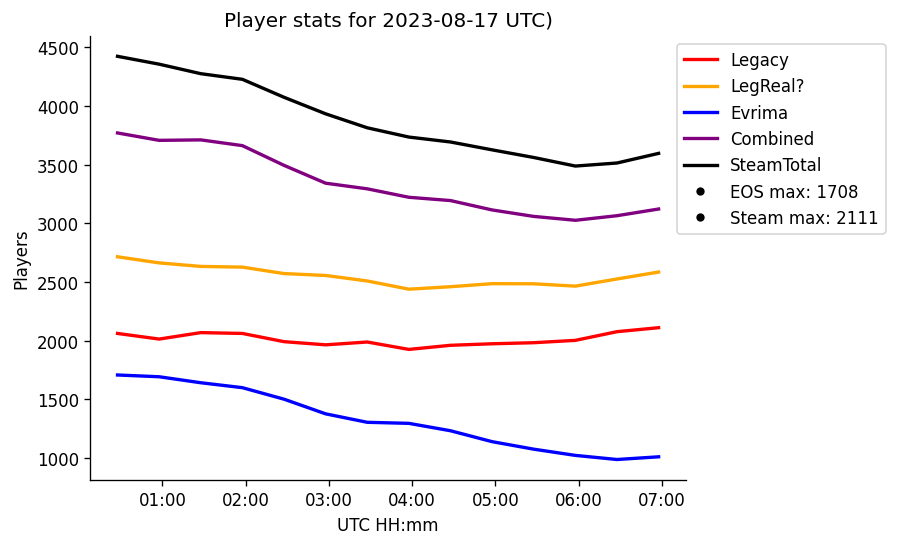 Player stats for 2023-08-17 UTC)
Legacy
LegReal?
Evrima
Combined
SteamTotal
EOS max: 1708
Steam max: 2111
Players
4500
4000
3500
3000
2500
2000
1500
1000
01:00 02:00 03:00 04:00 05:00 06:00 07:00
UTC HH:mm